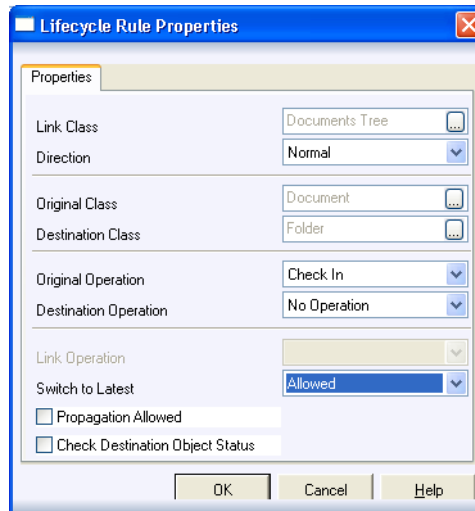 Lifecycle Rule Properties
Properties
Link Class Documents Tree ...
Direction Normal
Original Class Document ...
Destination Class Folder ...
Original Operation Check In
Destination Operation No Operation
Link Operation
Switch to Latest Allowed
Propagation Allowed
Check Destination Object Status
OK Cancel Help